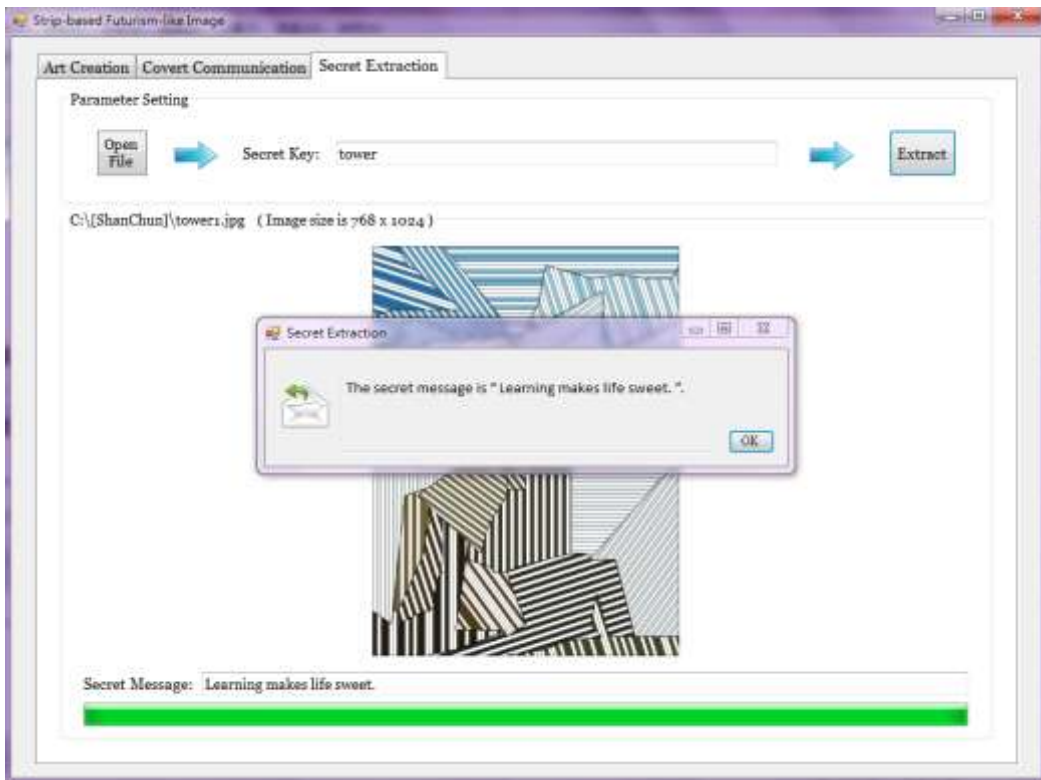 Strip-based Futurism-like Image
Art Creation Covert Communication Secret Extraction
Parameter Setting
Open
File
Secret Key: tower
Extract
C:\[ShanChun]\tower1.jpg ( Image size is 768 x 1024 )
Secret Extraction
The secret message is " Learning makes life sweet. ".
OK
Secret Message: Learning makes life sweet.